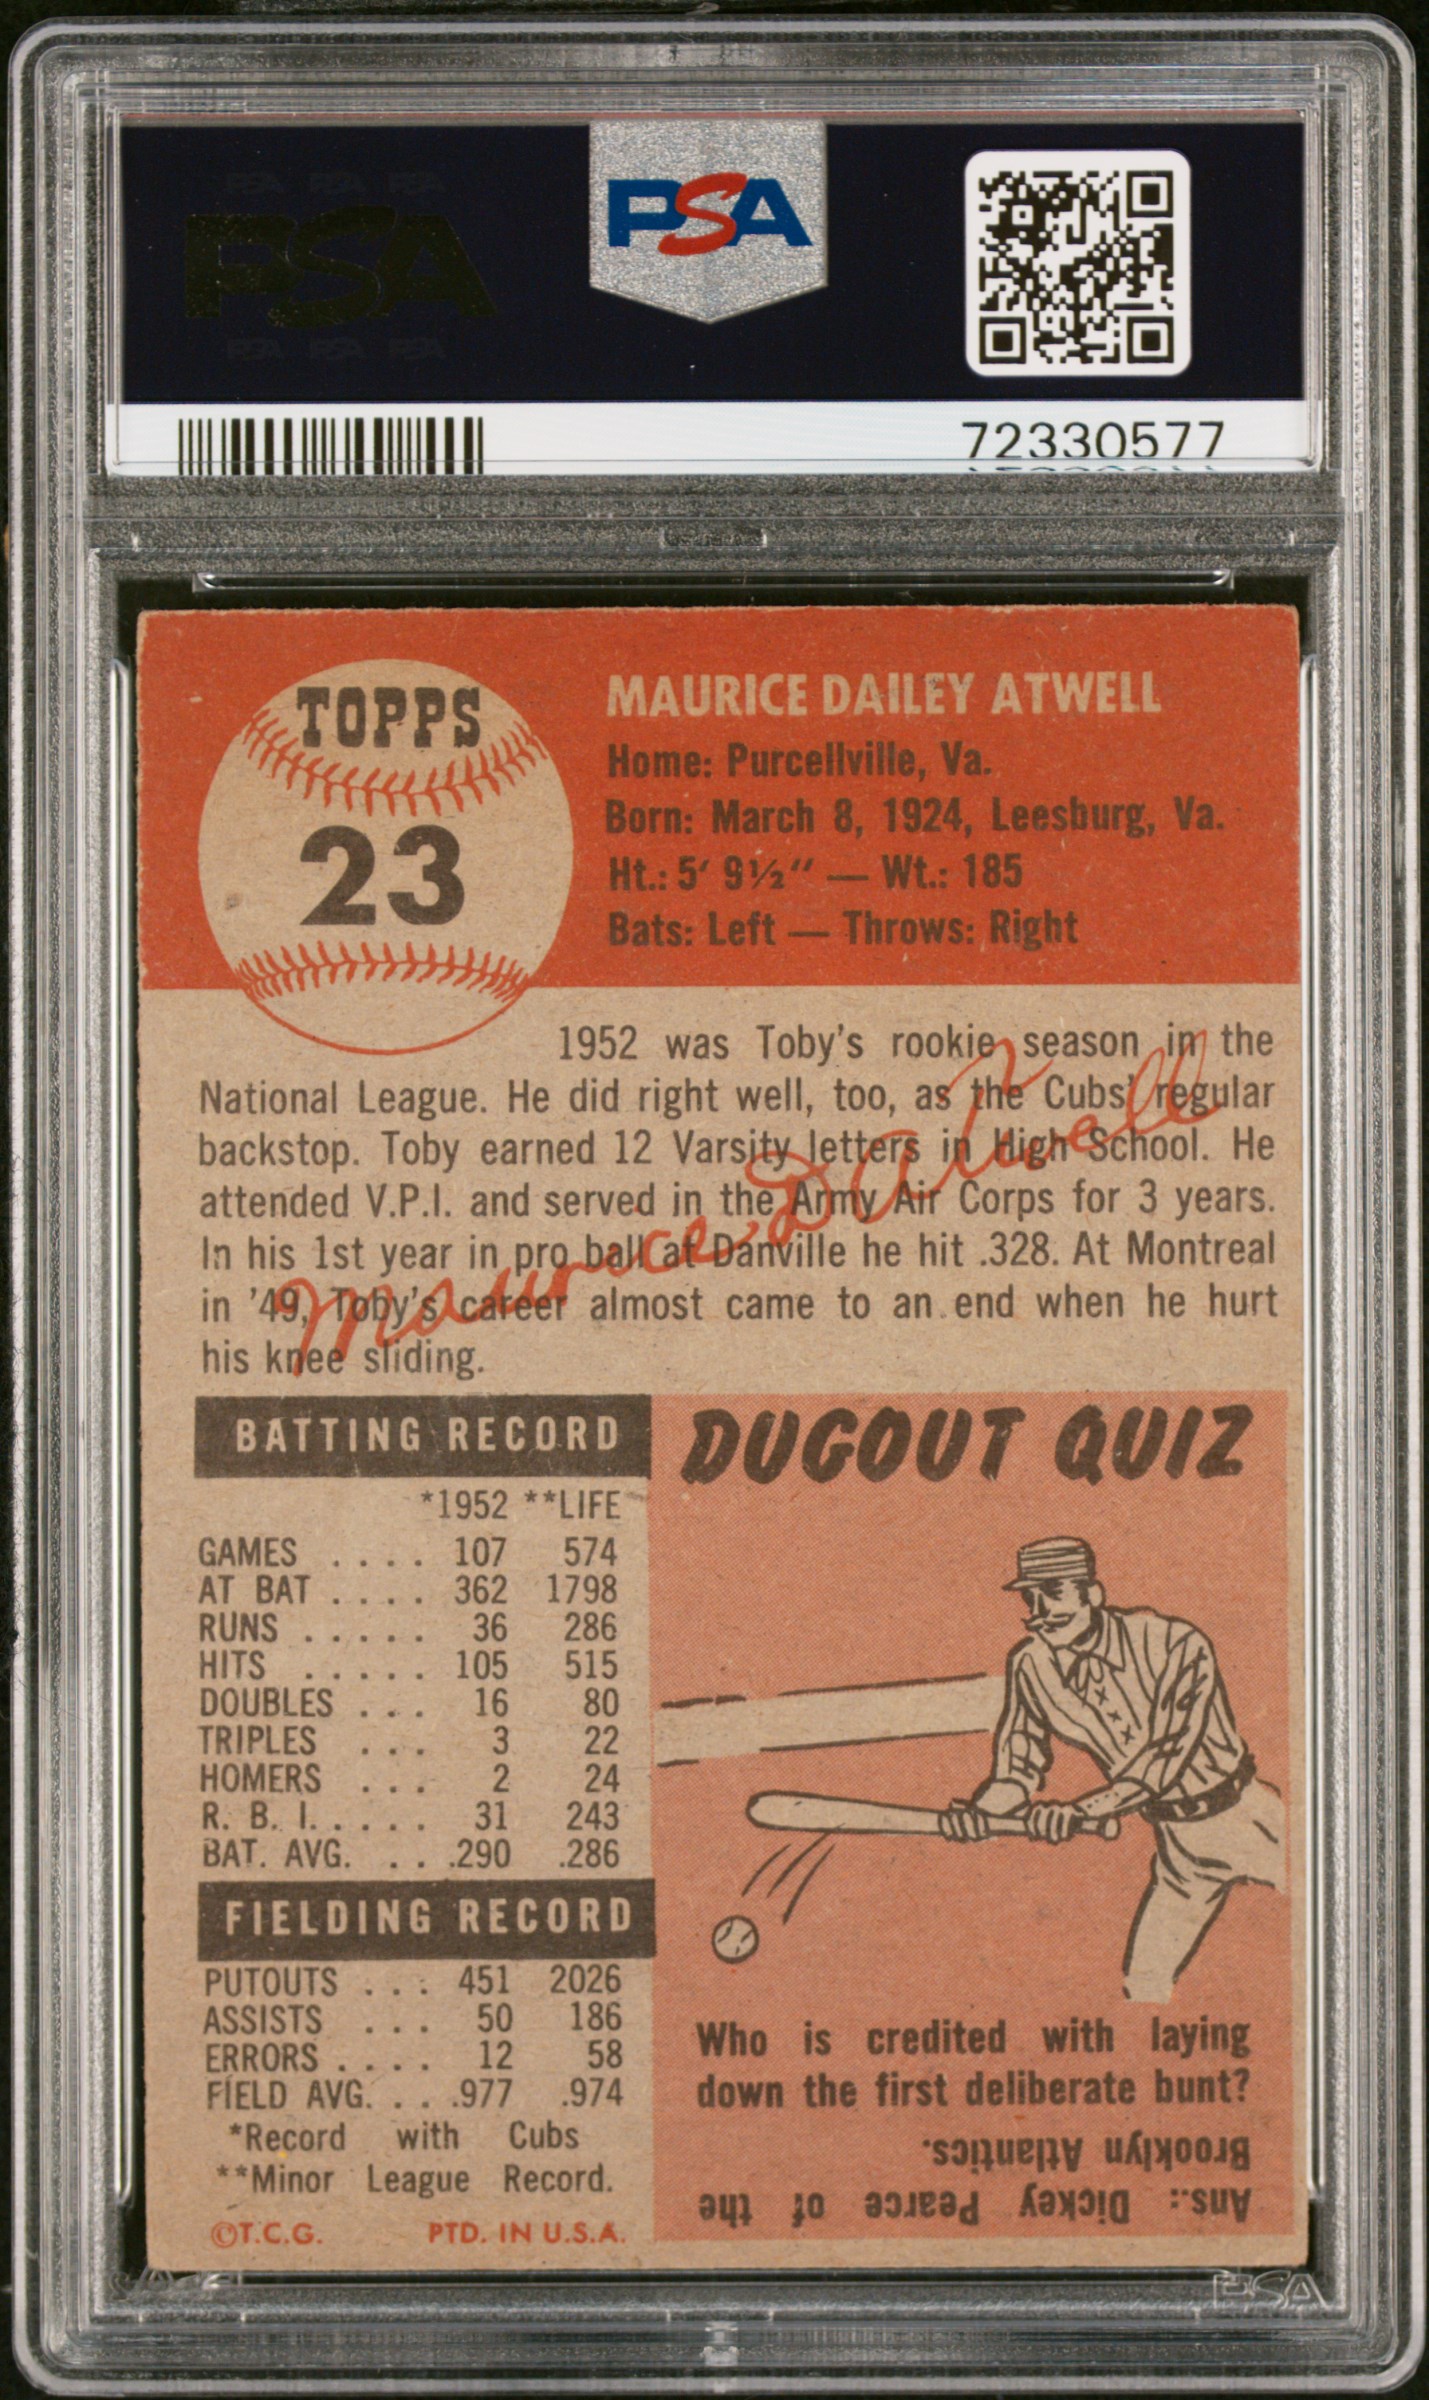 PSA PSA PSA
PSA
PSA PSA PSA
PSA
72330577
TOPPS
23
MAURICE DAILEY ATWELL
Home: Purcellville, Va.
Born: March 8, 1924, Leesburg, Va.
Ht.: 5' 9½" — Wt.: 185
Bats: Left — Throws: Right
1952 was Toby's rookie season in the
National League. He did right well, too, as the Cubs' regular
backstop. Toby earned 12 Varsity letters in High School. He
attended V.P.I. and served in the Army Air Corps for 3 years.
In his 1st year in pro ball at Danville he hit .328. At Montreal
in '49, Toby's career almost came to an end when he hurt
his knee sliding.
Maurice D Atwell
BATTING RECORD
*1952 **LIFE
GAMES .... 107 574
AT BAT .... 362 1798
RUNS ..... 36 286
HITS ..... 105 515
DOUBLES ... 16 80
TRIPLES ... 3 22
HOMERS ... 2 24
R. B. I. .... 31 243
BAT. AVG. .. .290 .286
FIELDING RECORD
PUTOUTS ... 451 2026
ASSISTS ... 50 186
ERRORS .... 12 58
FIELD AVG. .. .977 .974
*Record with Cubs
**Minor League Record.
©T.C.G. PTD. IN U.S.A.
DUGOUT QUIZ
Who is credited with laying
down the first deliberate bunt?
Ans.: Dickey Pearce of the
Brooklyn Atlantics.
PSA